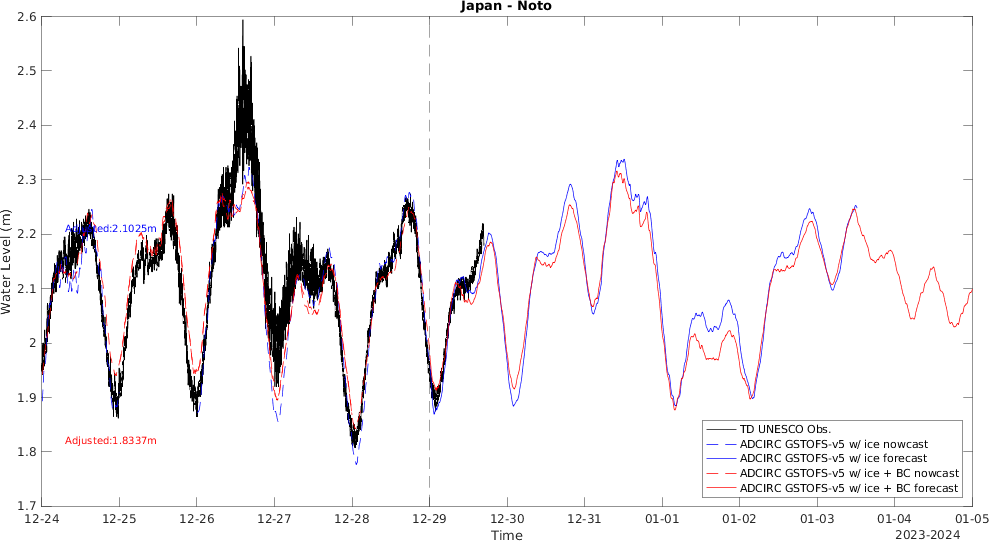 Japan - Noto
2.6
2.5
2.4
2.3
2.2
2.1
2
1.9
1.8
1.7
Water Level (m)
Adjusted:2.1025m
Adjusted:1.8337m
TD UNESCO Obs.
ADCIRC GSTOFS-v5 w/ ice nowcast
ADCIRC GSTOFS-v5 w/ ice forecast
ADCIRC GSTOFS-v5 w/ ice + BC nowcast
ADCIRC GSTOFS-v5 w/ ice + BC forecast
12-24 12-25 12-26 12-27 12-28 12-29 12-30 12-31 01-01 01-02 01-03 01-04 01-05
Time
2023-2024